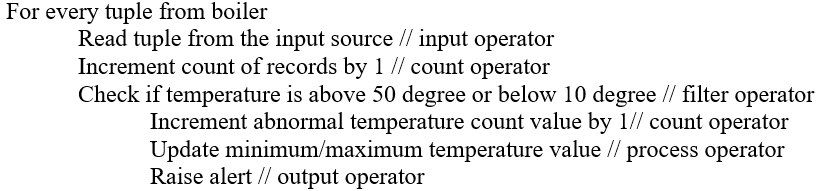 For every tuple from boiler
Read tuple from the input source // input operator
Increment count of records by 1 // count operator
Check if temperature is above 50 degree or below 10 degree // filter operator
Increment abnormal temperature count value by 1// count operator
Update minimum/maximum temperature value // process operator
Raise alert // output operator